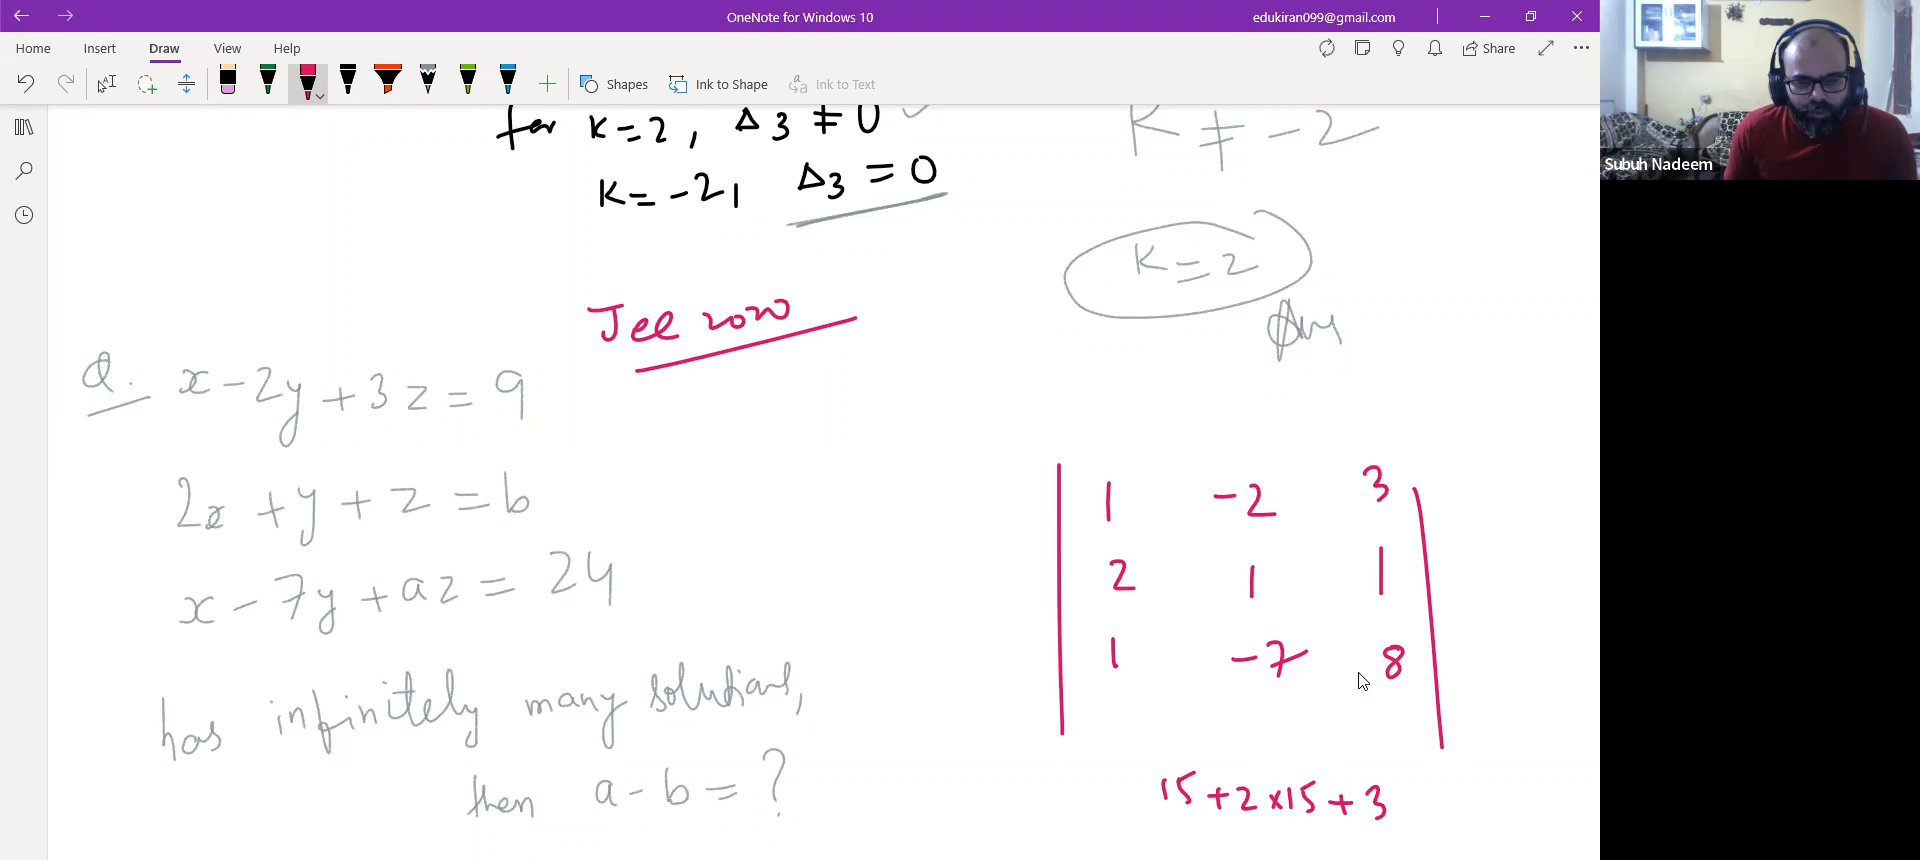 OneNote for Windows 10
edukiran099@gmail.com
Home Insert Draw View Help
Share
Shapes Ink to Shape Ink to Text
for K=2, Δ3 ≠ 0
K=-2, Δ3 = 0
K ≠ -2
K=2
Ans
Jee 2020
Q. x-2y+3z=9
2x+y+z=b
x-7y+az=24
has infinitely many solutions,
then a-b=?
1 -2 3
2 1 1
1 -7 8
15+2×15+3
Subuh Nadeem